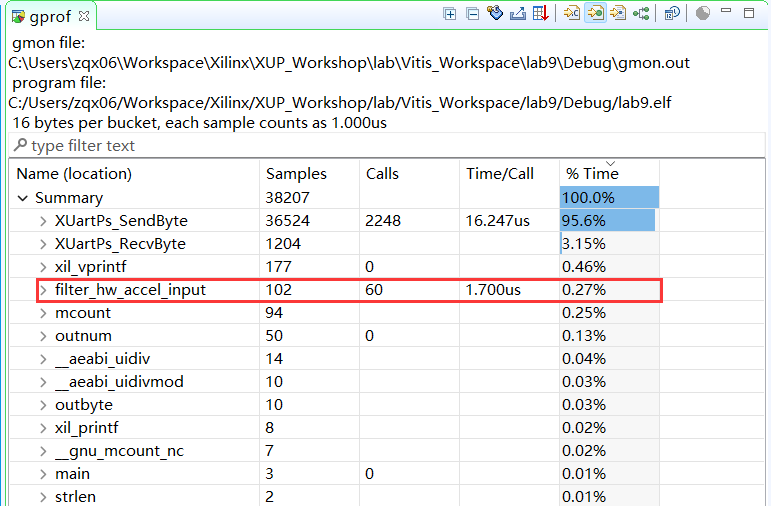 gprof
gmon file:
C:\Users\zqx06\Workspace\Xilinx\XUP_Workshop\lab\Vitis_Workspace\lab9\Debug\gmon.out
program file:
C:/Users/zqx06/Workspace/Xilinx/XUP_Workshop/lab/Vitis_Workspace/lab9/Debug/lab9.elf
16 bytes per bucket, each sample counts as 1.000us
type filter text
Name (location) Samples Calls Time/Call % Time
Summary 38207 100.0%
XUartPs_SendByte 36524 2248 16.247us 95.6%
XUartPs_RecvByte 1204 3.15%
xil_vprintf 177 0 0.46%
filter_hw_accel_input 102 60 1.700us 0.27%
mcount 94 0.25%
outnum 50 0 0.13%
__aeabi_uidiv 14 0.04%
__aeabi_uidivmod 10 0.03%
outbyte 10 0.03%
xil_printf 8 0.02%
__gnu_mcount_nc 7 0.02%
main 3 0 0.01%
strlen 2 0.01%